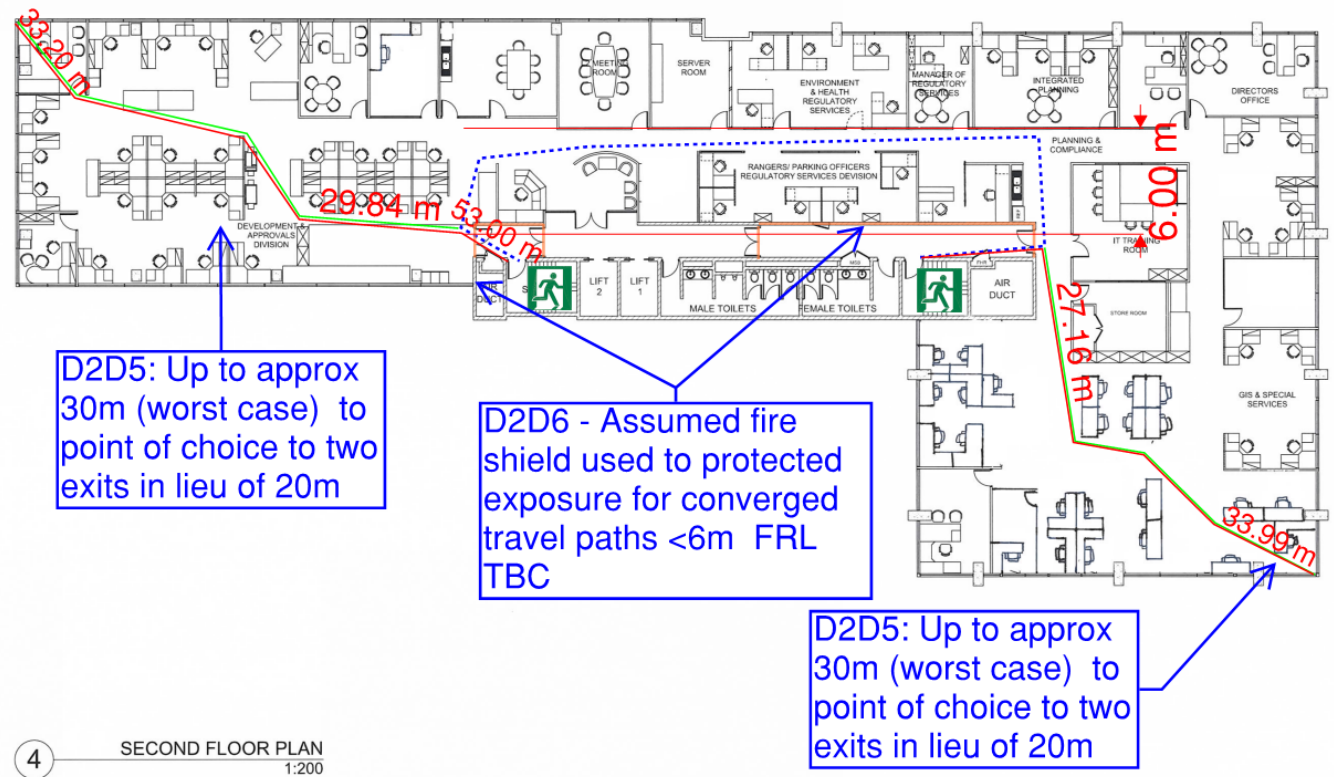 33.20 m
MEETING
ROOM
SERVER
ROOM
ENVIRONMENT
& HEALTH
REGULATORY
SERVICES
MANAGER OF
REGULATORY
SERVICES
INTEGRATED
PLANNING
DIRECTORS
OFFICE
PLANNING &
COMPLIANCE
6.00 m
RANGERS/ PARKING OFFICERS
REGULATORY SERVICES DIVISION
29.84 m
53.00 m
DEVELOPMENT &
APPROVALS
DIVISION
IT TRAINING
ROOM
LIFT
2
LIFT
1
MALE TOILETS
FEMALE TOILETS
AIR
DUCT
DUCT
STORE ROOM
27.16 m
GIS & SPECIAL
SERVICES
33.99 m
D2D5: Up to approx
30m (worst case) to
point of choice to two
exits in lieu of 20m
D2D6 - Assumed fire
shield used to protected
exposure for converged
travel paths <6m FRL
TBC
D2D5: Up to approx
30m (worst case) to
point of choice to two
exits in lieu of 20m
4
SECOND FLOOR PLAN
1:200